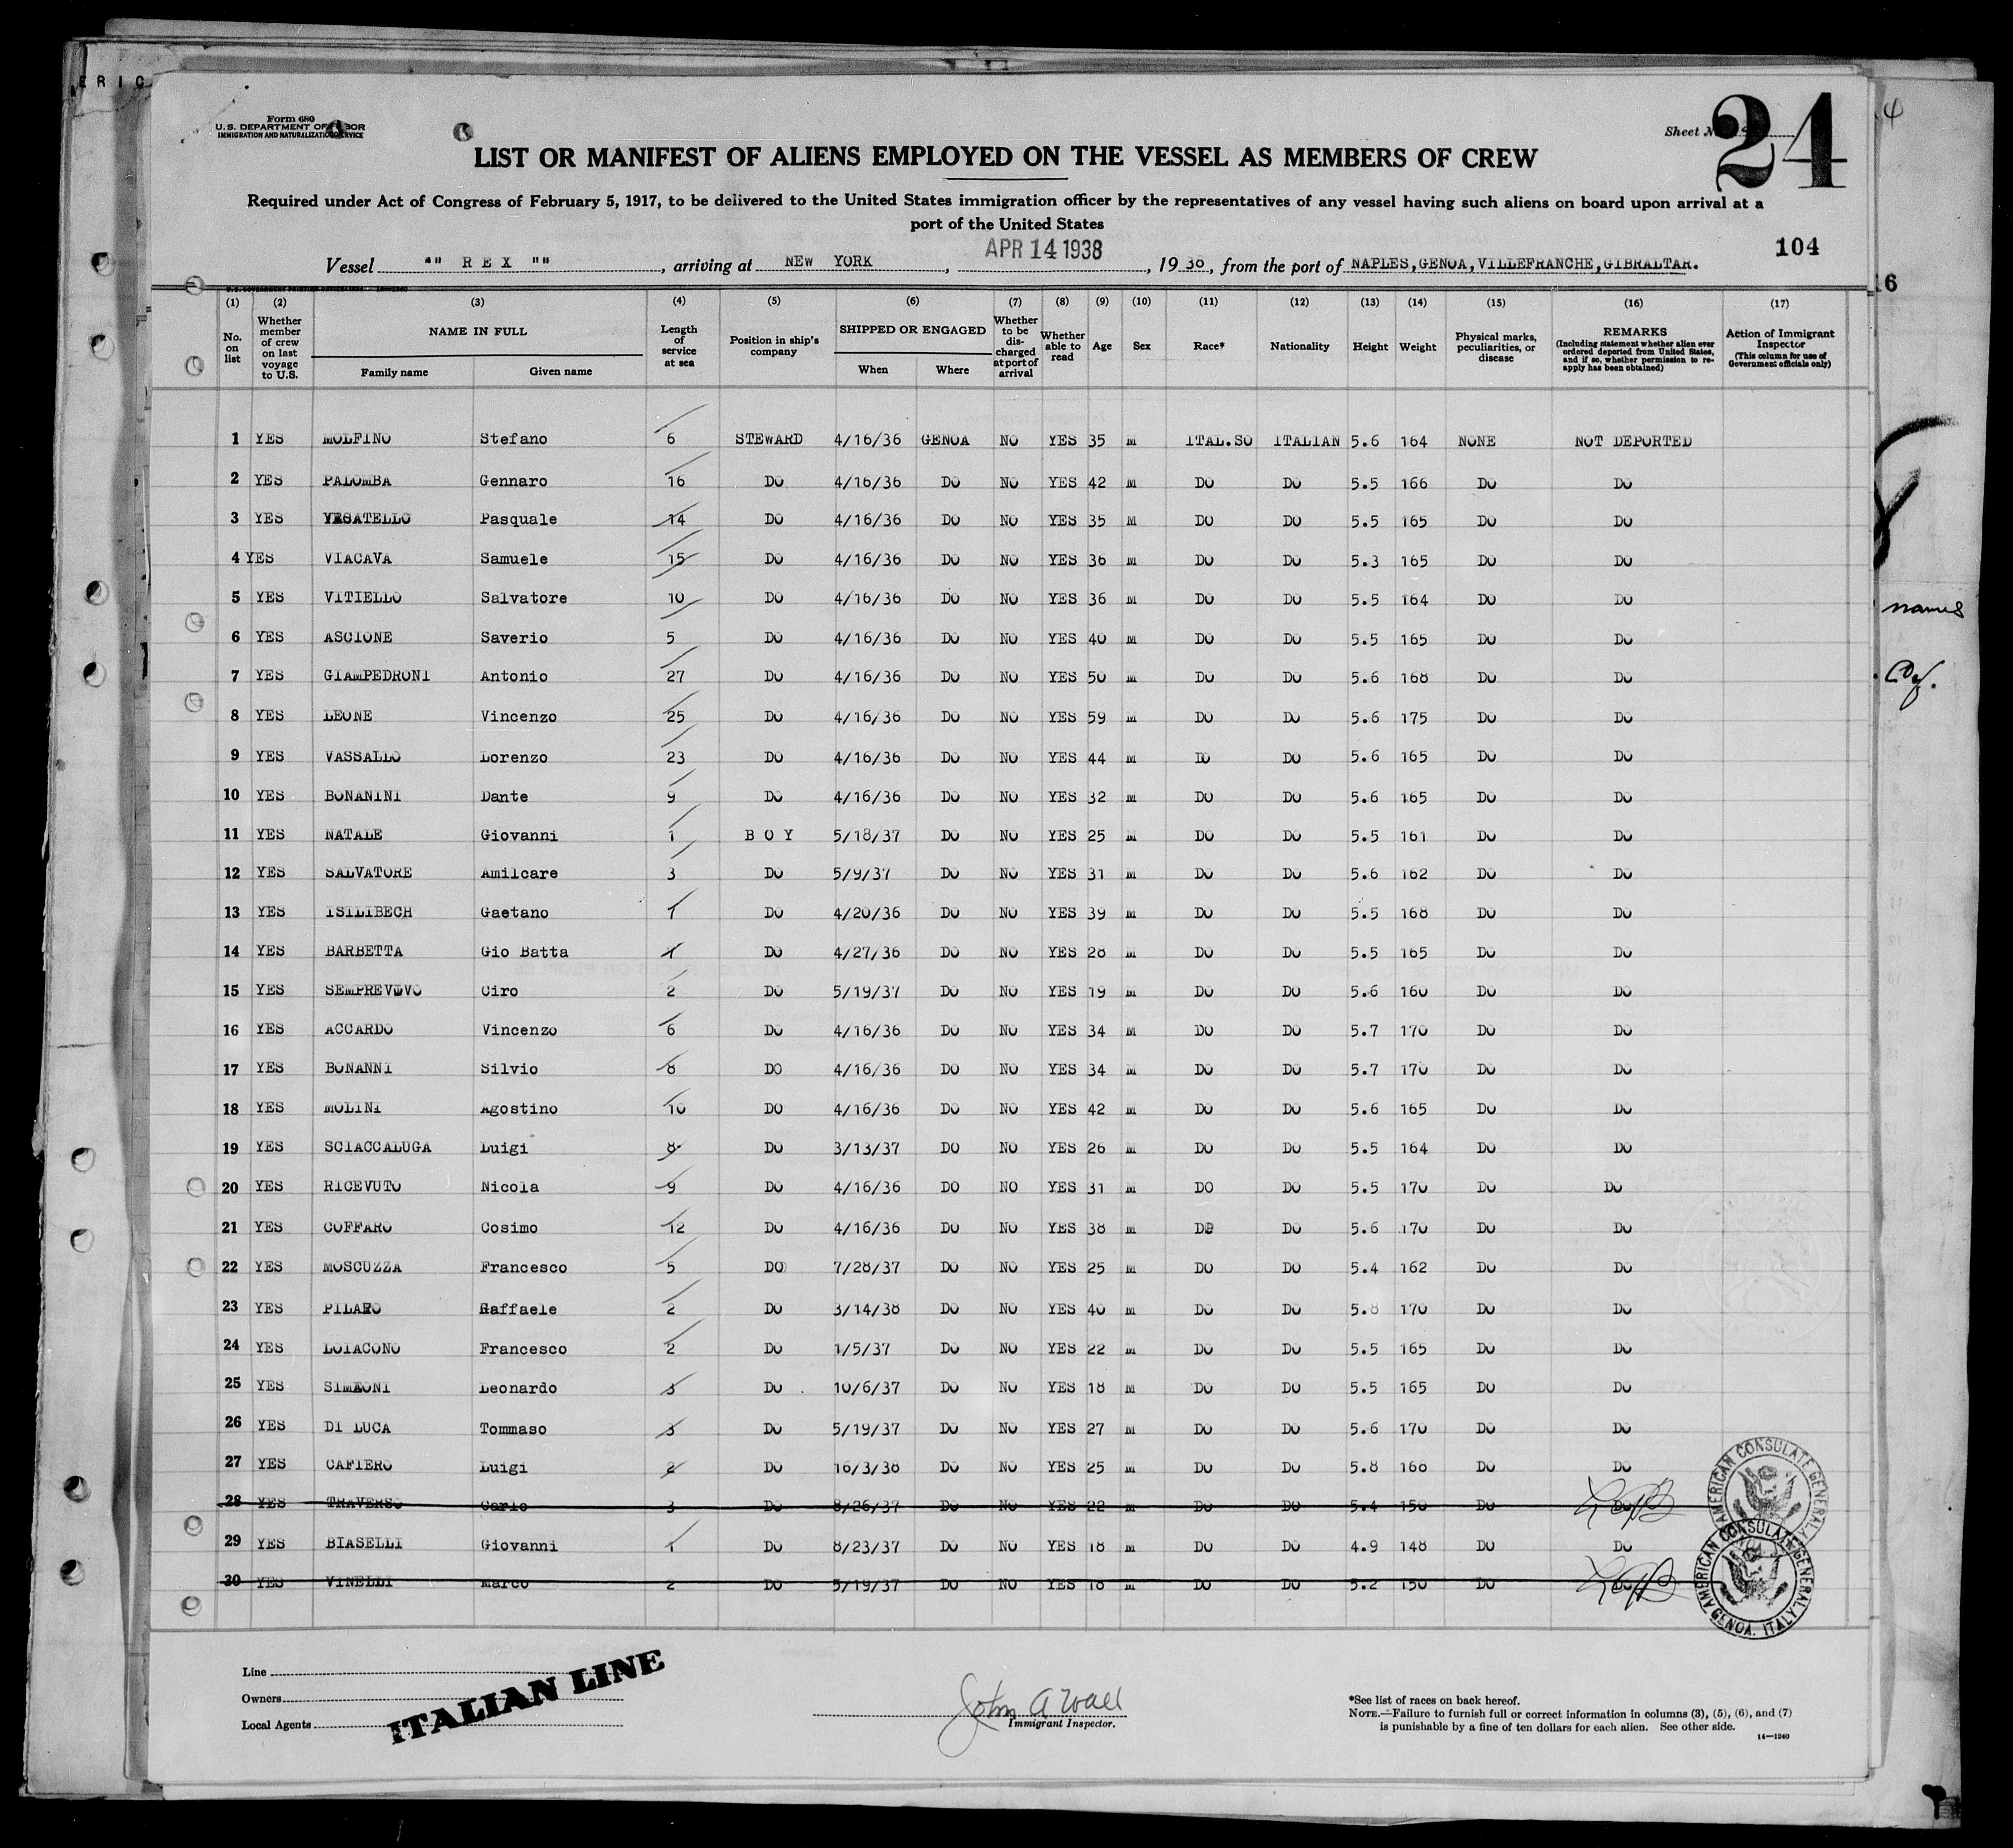 ERIC
Form 680
U. S. DEPARTMENT OF LABOR
IMMIGRATION AND NATURALIZATION SERVICE
Sheet No.
24
4
LIST OR MANIFEST OF ALIENS EMPLOYED ON THE VESSEL AS MEMBERS OF CREW
Required under Act of Congress of February 5, 1917, to be delivered to the United States immigration officer by the representatives of any vessel having such aliens on board upon arrival at a
port of the United States
104
Vessel "" R E X "" , arriving at NEW YORK , APR 14 1938 , 1938, from the port of NAPLES,GENOA,VILLEFRANCHE,GIBRALTAR.
6
(1) (2) (3) (4) (5) (6) (7) (8) (9) (10) (11) (12) (13) (14) (15) (16) (17)
No. on list
Whether member of crew on last voyage to U.S.
NAME IN FULL
Family name Given name
Length of service at sea
Position in ship's company
SHIPPED OR ENGAGED
When Where
Whether to be discharged at port of arrival
Whether able to read
Age
Sex
Race*
Nationality
Height
Weight
Physical marks, peculiarities, or disease
REMARKS
(Including statement whether alien ever ordered deported from United States, and if so, whether permission to reapply has been obtained)
Action of Immigrant Inspector
(This column for use of Government officials only)
1 YES MOLFINO Stefano 6 STEWARD 4/16/36 GENOA NO YES 35 M ITAL.SO ITALIAN 5.6 164 NONE NOT DEPORTED
2 YES PALOMBA Gennaro 16 DO 4/16/36 DO NO YES 42 M DO DO 5.5 166 DO DO
3 YES VESATELLO Pasquale 14 DO 4/16/36 DO NO YES 35 M DO DO 5.5 165 DO DO
4 YES VIACAVA Samuele 15 DO 4/16/36 DO NO YES 36 M DO DO 5.3 165 DO DO
5 YES VITIELLO Salvatore 10 DO 4/16/36 DO NO YES 36 M DO DO 5.5 164 DO DO
names
6 YES ASCIONE Saverio 5 DO 4/16/36 DO NO YES 40 M DO DO 5.5 165 DO DO
7 YES GIAMPEDRONI Antonio 27 DO 4/16/36 DO NO YES 50 M DO DO 5.6 168 DO DO
8 YES LEONE Vincenzo 25 DO 4/16/36 DO NO YES 59 M DO DO 5.6 175 DO DO
9 YES VASSALLO Lorenzo 23 DO 4/16/36 DO NO YES 44 M DO DO 5.6 165 DO DO
10 YES BONANINI Dante 9 DO 4/16/36 DO NO YES 32 M DO DO 5.6 165 DO DO
11 YES NATALE Giovanni 1 B O Y 5/18/37 DO NO YES 25 M DO DO 5.5 161 DO DO
12 YES SALVATORE Amilcare 3 DO 5/9/37 DO NO YES 31 M DO DO 5.6 162 DO DO
13 YES ISILIBECH Gaetano 1 DO 4/20/36 DO NO YES 39 M DO DO 5.5 168 DO DO
14 YES BARBETTA Gio Batta DO 4/27/36 DO NO YES 28 M DO DO 5.5 165 DO DO
15 YES SEMPREVIVO Ciro 2 DO 5/19/37 DO NO YES 19 M DO DO 5.6 160 DO DO
16 YES ACCARDO Vincenzo 6 DO 4/16/36 DO NO YES 34 M DO DO 5.7 170 DO DO
17 YES BONANNI Silvio 8 DO 4/16/36 DO NO YES 34 M DO DO 5.7 170 DO DO
18 YES MOLINI Agostino 10 DO 4/16/36 DO NO YES 42 M DO DO 5.6 165 DO DO
19 YES SCIACCALUGA Luigi 8 DO 3/13/37 DO NO YES 26 M DO DO 5.5 164 DO DO
20 YES RICEVUTO Nicola 9 DO 4/16/36 DO NO YES 31 M DO DO 5.5 170 DO DO
21 YES COFFARO Cosimo 12 DO 4/16/36 DO NO YES 38 M DO DO 5.6 170 DO DO
22 YES MOSCUZZA Francesco 5 DO 7/28/37 DO NO YES 25 M DO DO 5.4 162 DO DO
23 YES PILARO Raffaele 2 DO 3/14/38 DO NO YES 40 M DO DO 5.8 170 DO DO
24 YES LOIACONO Francesco 2 DO 1/5/37 DO NO YES 22 M DO DO 5.5 165 DO DO
25 YES SIMEONI Leonardo 3 DO 10/6/37 DO NO YES 18 M DO DO 5.5 165 DO DO
26 YES DI LUCA Tommaso 3 DO 5/19/37 DO NO YES 27 M DO DO 5.6 170 DO DO
27 YES CAFIERO Luigi 2 DO 16/3/38 DO NO YES 25 M DO DO 5.8 168 DO DO
28 YES TRAVERSO Carlo 3 DO 8/26/37 DO NO YES 22 M DO DO 5.4 150 DO DO
29 YES BIASELLI Giovanni 1 DO 8/23/37 DO NO YES 18 M DO DO 4.9 148 DO DO
30 YES VINELLI Marco 2 DO 5/19/37 DO NO YES 18 M DO DO 5.2 150 DO DO
AMERICAN CONSULATE GENERAL
AMERICAN CONSULATE GENERAL
GENOA, ITALY
Line
Owners
Local Agents
ITALIAN LINE
John A Wall
Immigrant Inspector.
*See list of races on back hereof.
NOTE.—Failure to furnish full or correct information in columns (3), (5), (6), and (7)
is punishable by a fine of ten dollars for each alien. See other side.
14—1240